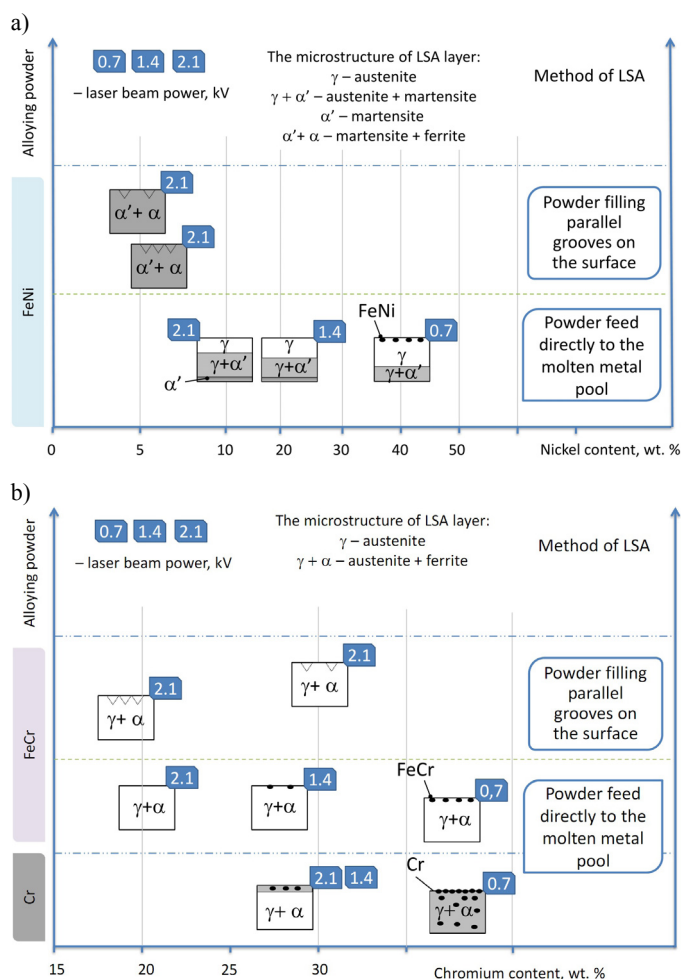 a)
Alloying powder
0.7 1.4 2.1
– laser beam power, kV
The microstructure of LSA layer:
γ – austenite
γ + α’ – austenite + martensite
α’ – martensite
α’+ α – martensite + ferrite
Method of LSA
FeNi
2.1
α’+ α
2.1
α’+ α
Powder filling
parallel
grooves on
the surface
2.1
γ
γ+α’
α’
1.4
γ
γ+α’
FeNi
0.7
γ
γ+α’
Powder feed
directly to the
molten metal
pool
0 5 10 20 30 40 50 Nickel content, wt. %
b)
Alloying powder
0.7 1.4 2.1
– laser beam power, kV
The microstructure of LSA layer:
γ – austenite
γ + α – austenite + ferrite
Method of LSA
FeCr
2.1
γ+ α
2.1
γ+ α
Powder filling
parallel
grooves on
the surface
2.1
γ+α
1.4
γ+α
FeCr
0,7
γ+α
Powder feed
directly to the
molten metal
pool
Cr
2.1 1.4
γ+ α
Cr
0.7
γ+ α
15 20 30 Chromium content, wt. %